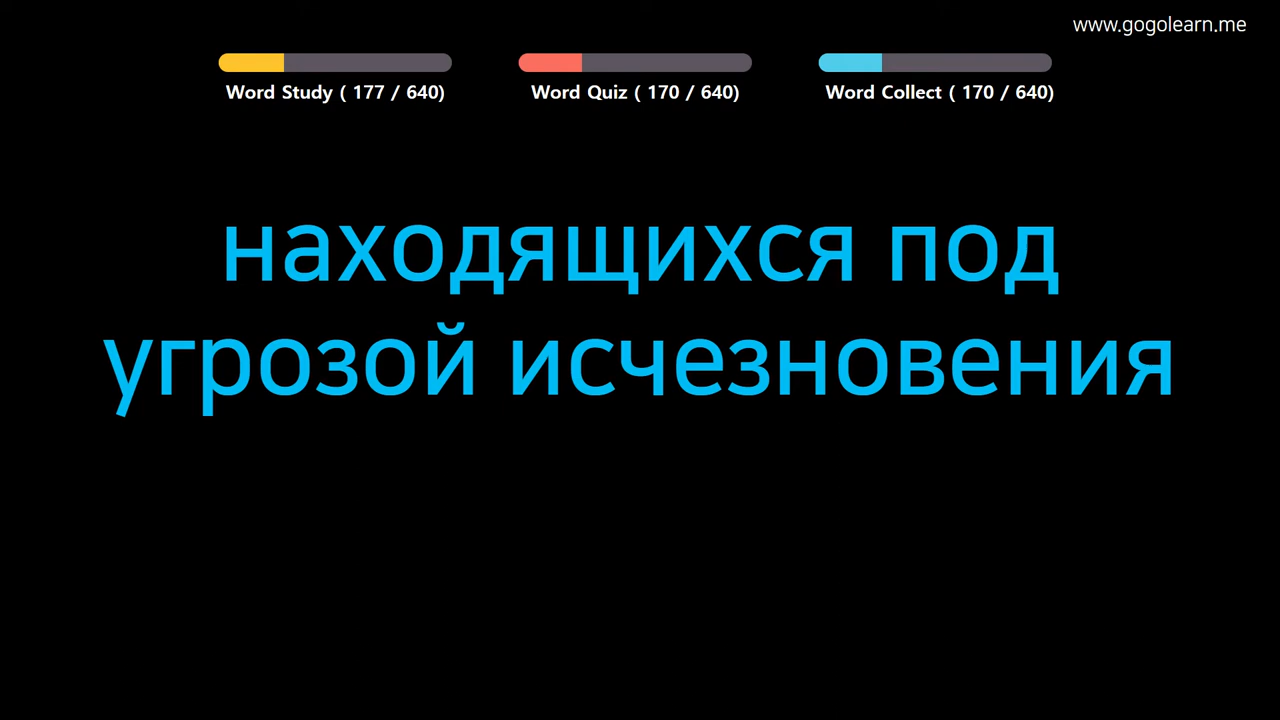 www.gogolearn.me
Word Study ( 177 / 640)
Word Quiz ( 170 / 640)
Word Collect ( 170 / 640)
находящихся под
угрозой исчезновения